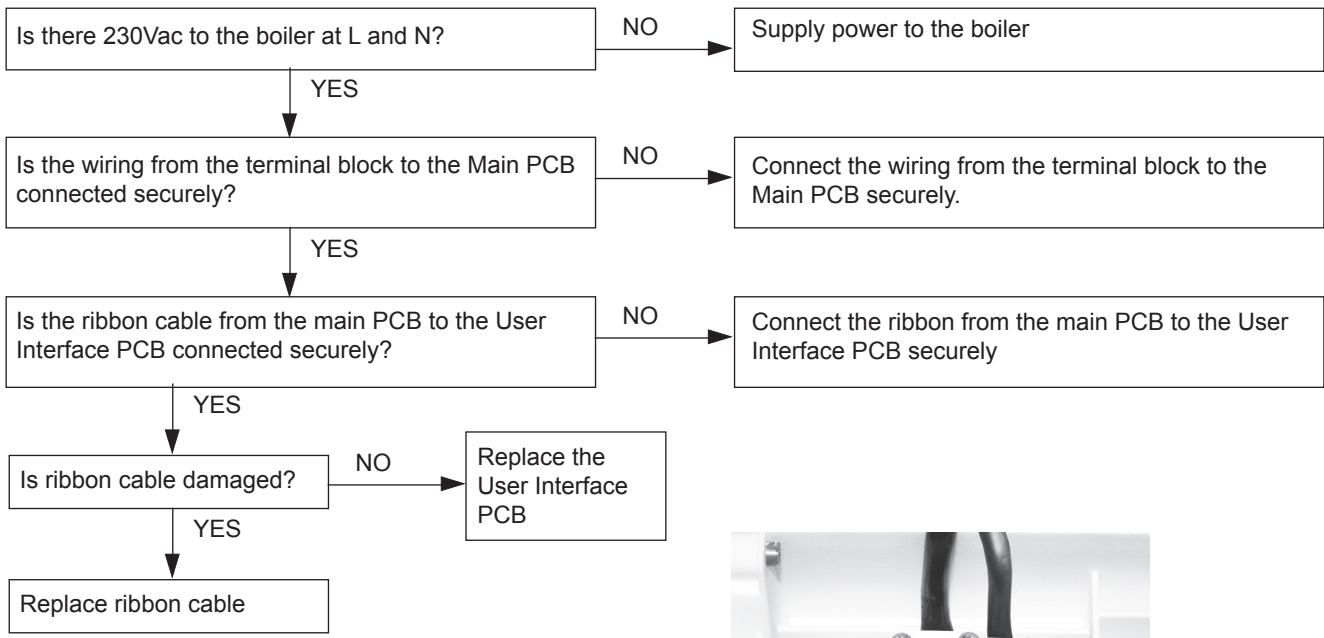 Is there 230Vac to the boiler at L and N?
NO
Supply power to the boiler
YES
Is the wiring from the terminal block to the Main PCB
connected securely?
NO
Connect the wiring from the terminal block to the
Main PCB securely.
YES
Is the ribbon cable from the main PCB to the User
Interface PCB connected securely?
NO
Connect the ribbon from the main PCB to the User
Interface PCB securely
YES
Is ribbon cable damaged?
NO
Replace the
User Interface
PCB
YES
Replace ribbon cable